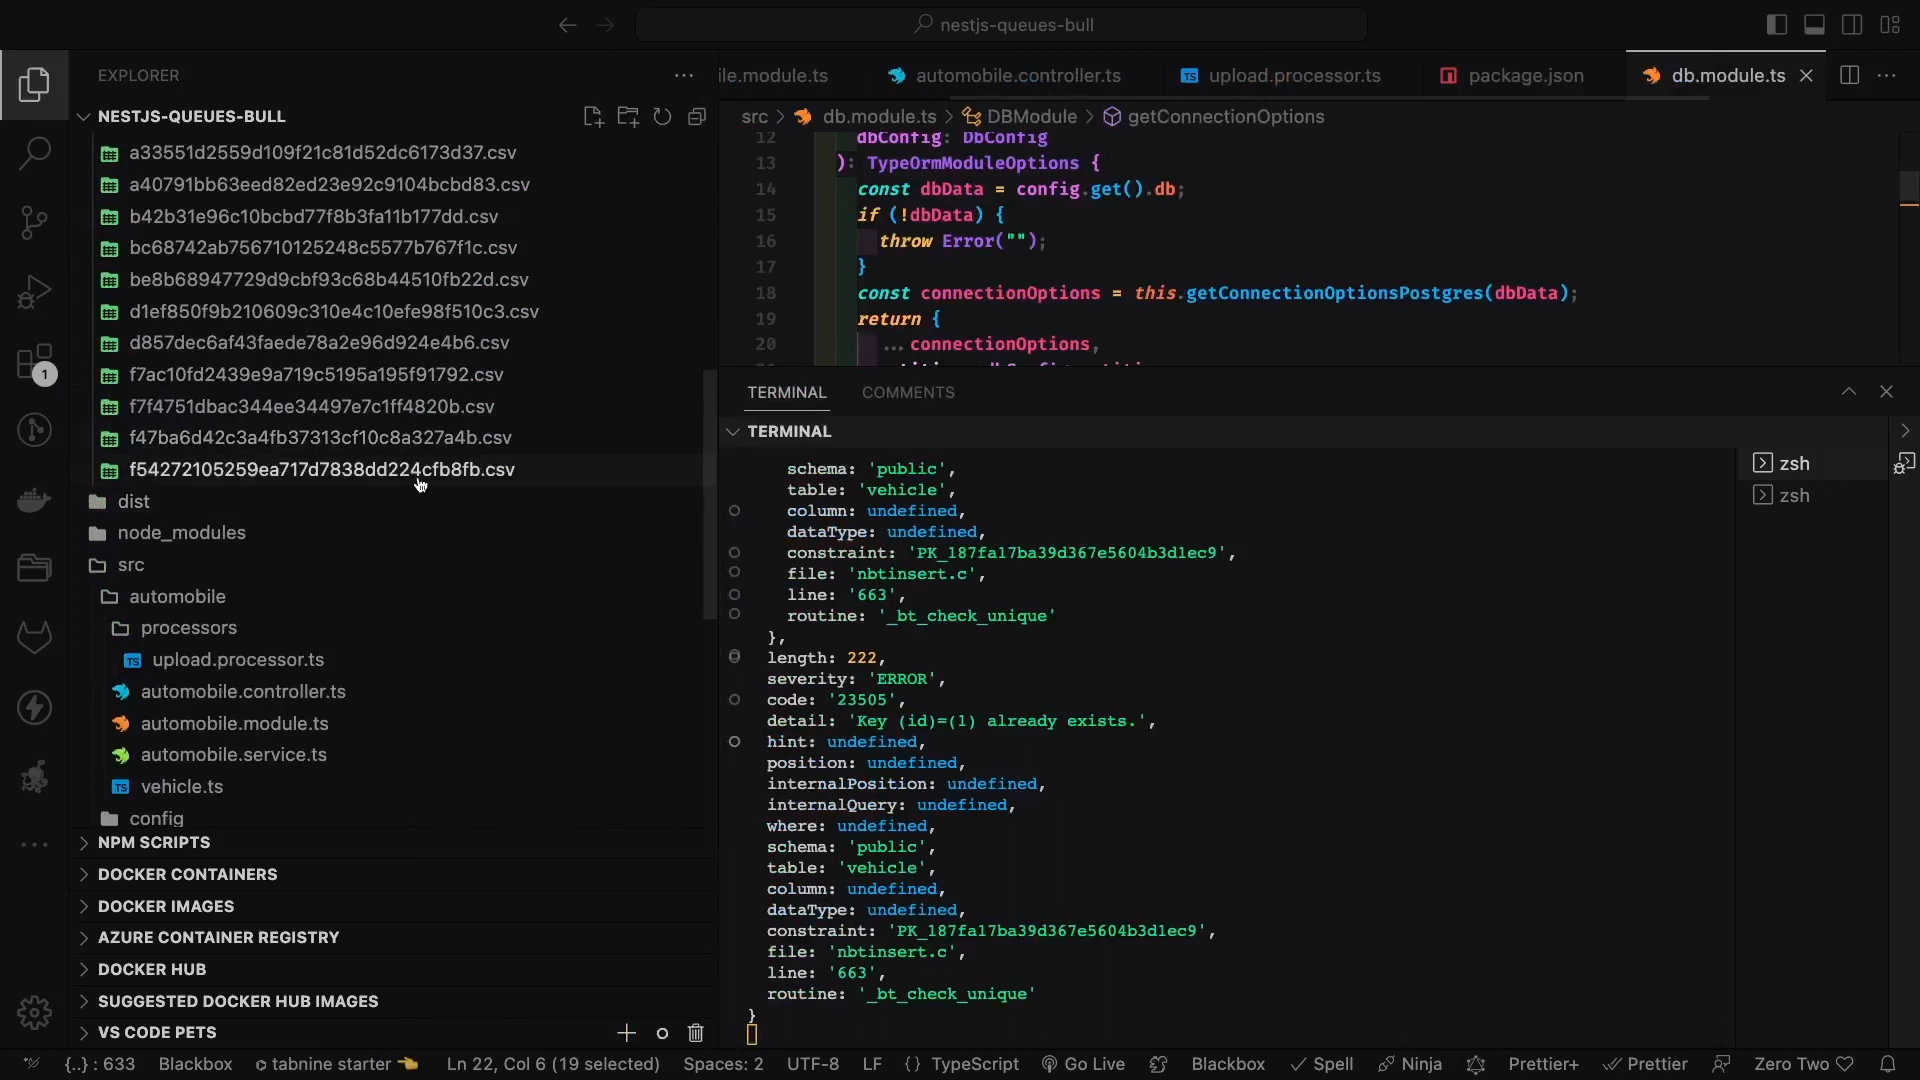 nestjs-queues-bull
EXPLORER
NESTJS-QUEUES-BULL
a33551d2559d109f21c81d52dc6173d37.csv
a40791bb63eed82ed23e92c9104bcbd83.csv
b42b31e96c10bcbd77f8b3fa11b177dd.csv
bc68742ab756710125248c5577b767f1c.csv
be8b68947729d9cbf93c68b44510fb22d.csv
d1ef850f9b210609c310e4c10efe98f510c3.csv
d857dec6af43faede78a2e96d924e4b6.csv
f7ac10fd2439e9a719c5195a195f91792.csv
f7f4751dbac344ee34497e7c1ff4820b.csv
f47ba6d42c3a4fb37313cf10c8a327a4b.csv
f54272105259ea717d7838dd224cfb8fb.csv
dist
node_modules
src
automobile
processors
upload.processor.ts
automobile.controller.ts
automobile.module.ts
automobile.service.ts
vehicle.ts
config
NPM SCRIPTS
DOCKER CONTAINERS
DOCKER IMAGES
AZURE CONTAINER REGISTRY
DOCKER HUB
SUGGESTED DOCKER HUB IMAGES
VS CODE PETS
1
ile.module.ts automobile.controller.ts TS upload.processor.ts package.json db.module.ts
src > db.module.ts > DBModule > getConnectionOptions
12 dbConfig: DbConfig
13 ): TypeOrmModuleOptions {
14 const dbData = config.get().db;
15 if (!dbData) {
16 throw Error("");
17 }
18 const connectionOptions = this.getConnectionOptionsPostgres(dbData);
19 return {
20 ...connectionOptions,
TERMINAL COMMENTS
TERMINAL
schema: 'public',
table: 'vehicle',
column: undefined,
dataType: undefined,
constraint: 'PK_187fa17ba39d367e5604b3d1ec9',
file: 'nbtinsert.c',
line: '663',
routine: '_bt_check_unique'
},
length: 222,
severity: 'ERROR',
code: '23505',
detail: 'Key (id)=(1) already exists.',
hint: undefined,
position: undefined,
internalPosition: undefined,
internalQuery: undefined,
where: undefined,
schema: 'public',
table: 'vehicle',
column: undefined,
dataType: undefined,
constraint: 'PK_187fa17ba39d367e5604b3d1ec9',
file: 'nbtinsert.c',
line: '663',
routine: '_bt_check_unique'
}
zsh
zsh
{..} : 633 Blackbox tabnine starter Ln 22, Col 6 (19 selected) Spaces: 2 UTF-8 LF {} TypeScript Go Live Blackbox Spell Ninja Prettier+ Prettier Zero Two